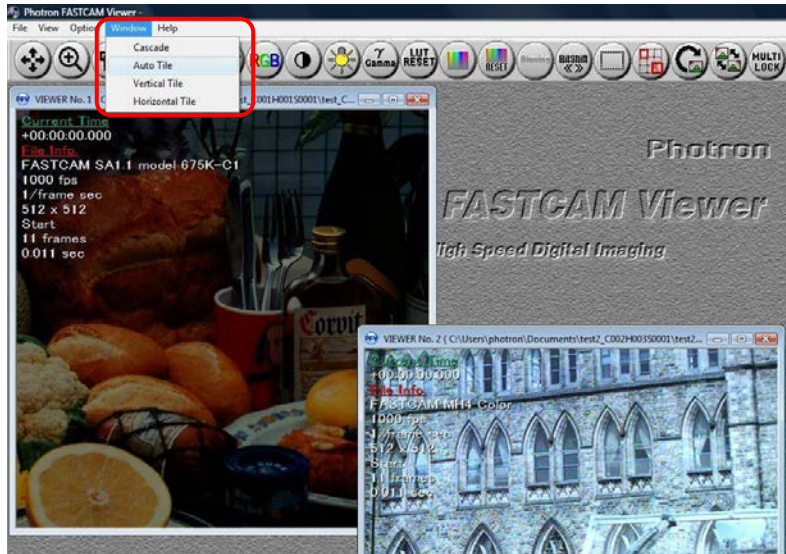 Photron FASTCAM Viewer -
File View Option Window Help
Cascade
Auto Tile
Vertical Tile
Horizontal Tile
RGB
γ Gamma
LUT RESET
RESET
MULTI LOCK
VIEWER No. 1
Current Time
+00:00:00.000
File Info.
FASTCAM SA1.1 model 675K-C1
1000 fps
1/frame sec
512 x 512
Start
11 frames
0.011 sec
Corvit
Photron
FASTCAM Viewer
High Speed Digital Imaging
VIEWER No. 2 ( C:\Users\photron\Documents\test2_C002H003S0001\test2...
Current Time
+00:00:00.000
File Info.
FASTCAM MH4 Color
1000 fps
1/frame sec
512 x 512
Start
11 frames
0.011 sec